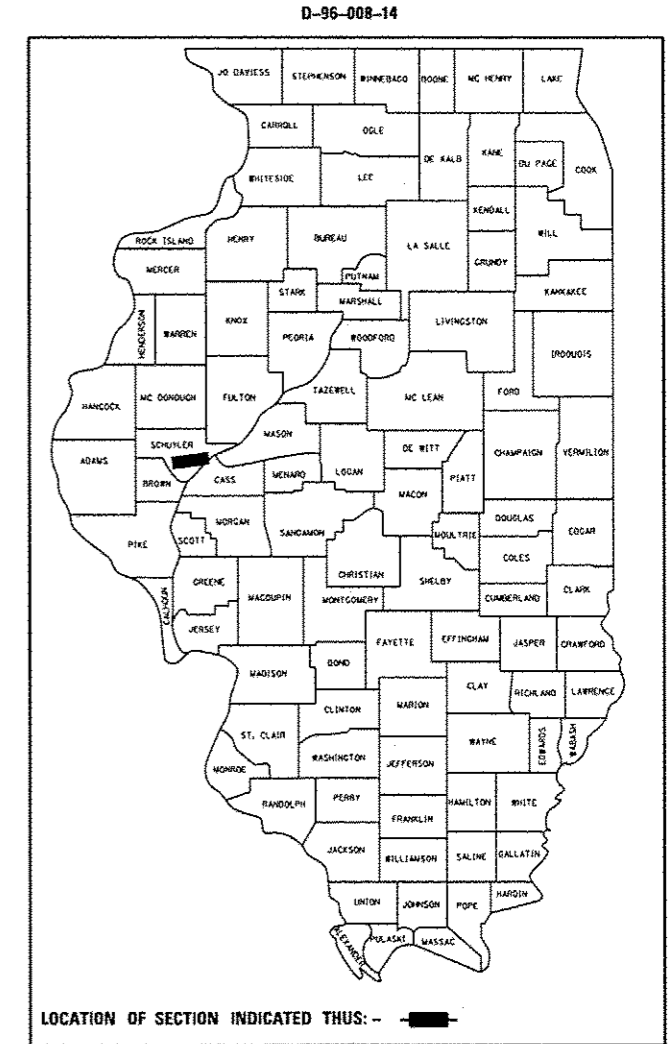 D-96-008-14
JO DAVIESS STEPHENSON WINNEBAGO BOONE MC HENRY LAKE
CARROLL OGLE DE KALB KANE DU PAGE COOK
WHITESIDE LEE
KENDALL WILL
ROCK ISLAND HENRY BUREAU LA SALLE GRUNDY
MERCER PUTNAM KANKAKEE
STARK MARSHALL
HENDERSON WARREN KNOX PEORIA WOODFORD LIVINGSTON IROQUOIS
HANCOCK MC DONOUGH FULTON TAZEWELL MC LEAN FORD
SCHUYLER MASON
ADAMS BROWN CASS MENARD LOGAN DE WITT PIATT CHAMPAIGN VERMILION
MACON
PIKE SCOTT MORGAN SANGAMON MOULTRIE DOUGLAS EDGAR
COLES
CHRISTIAN SHELBY
CALHOUN GREENE MACOUPIN MONTGOMERY CUMBERLAND CLARK
JERSEY
FAYETTE EFFINGHAM JASPER CRAWFORD
MADISON BOND
CLAY RICHLAND LAWRENCE
CLINTON MARION
ST. CLAIR WAYNE EDWARDS WABASH
WASHINGTON JEFFERSON
MONROE
RANDOLPH PERRY HAMILTON WHITE
FRANKLIN
JACKSON WILLIAMSON SALINE GALLATIN
HARDIN
UNION JOHNSON POPE
ALEXANDER PULASKI MASSAC
LOCATION OF SECTION INDICATED THUS: -